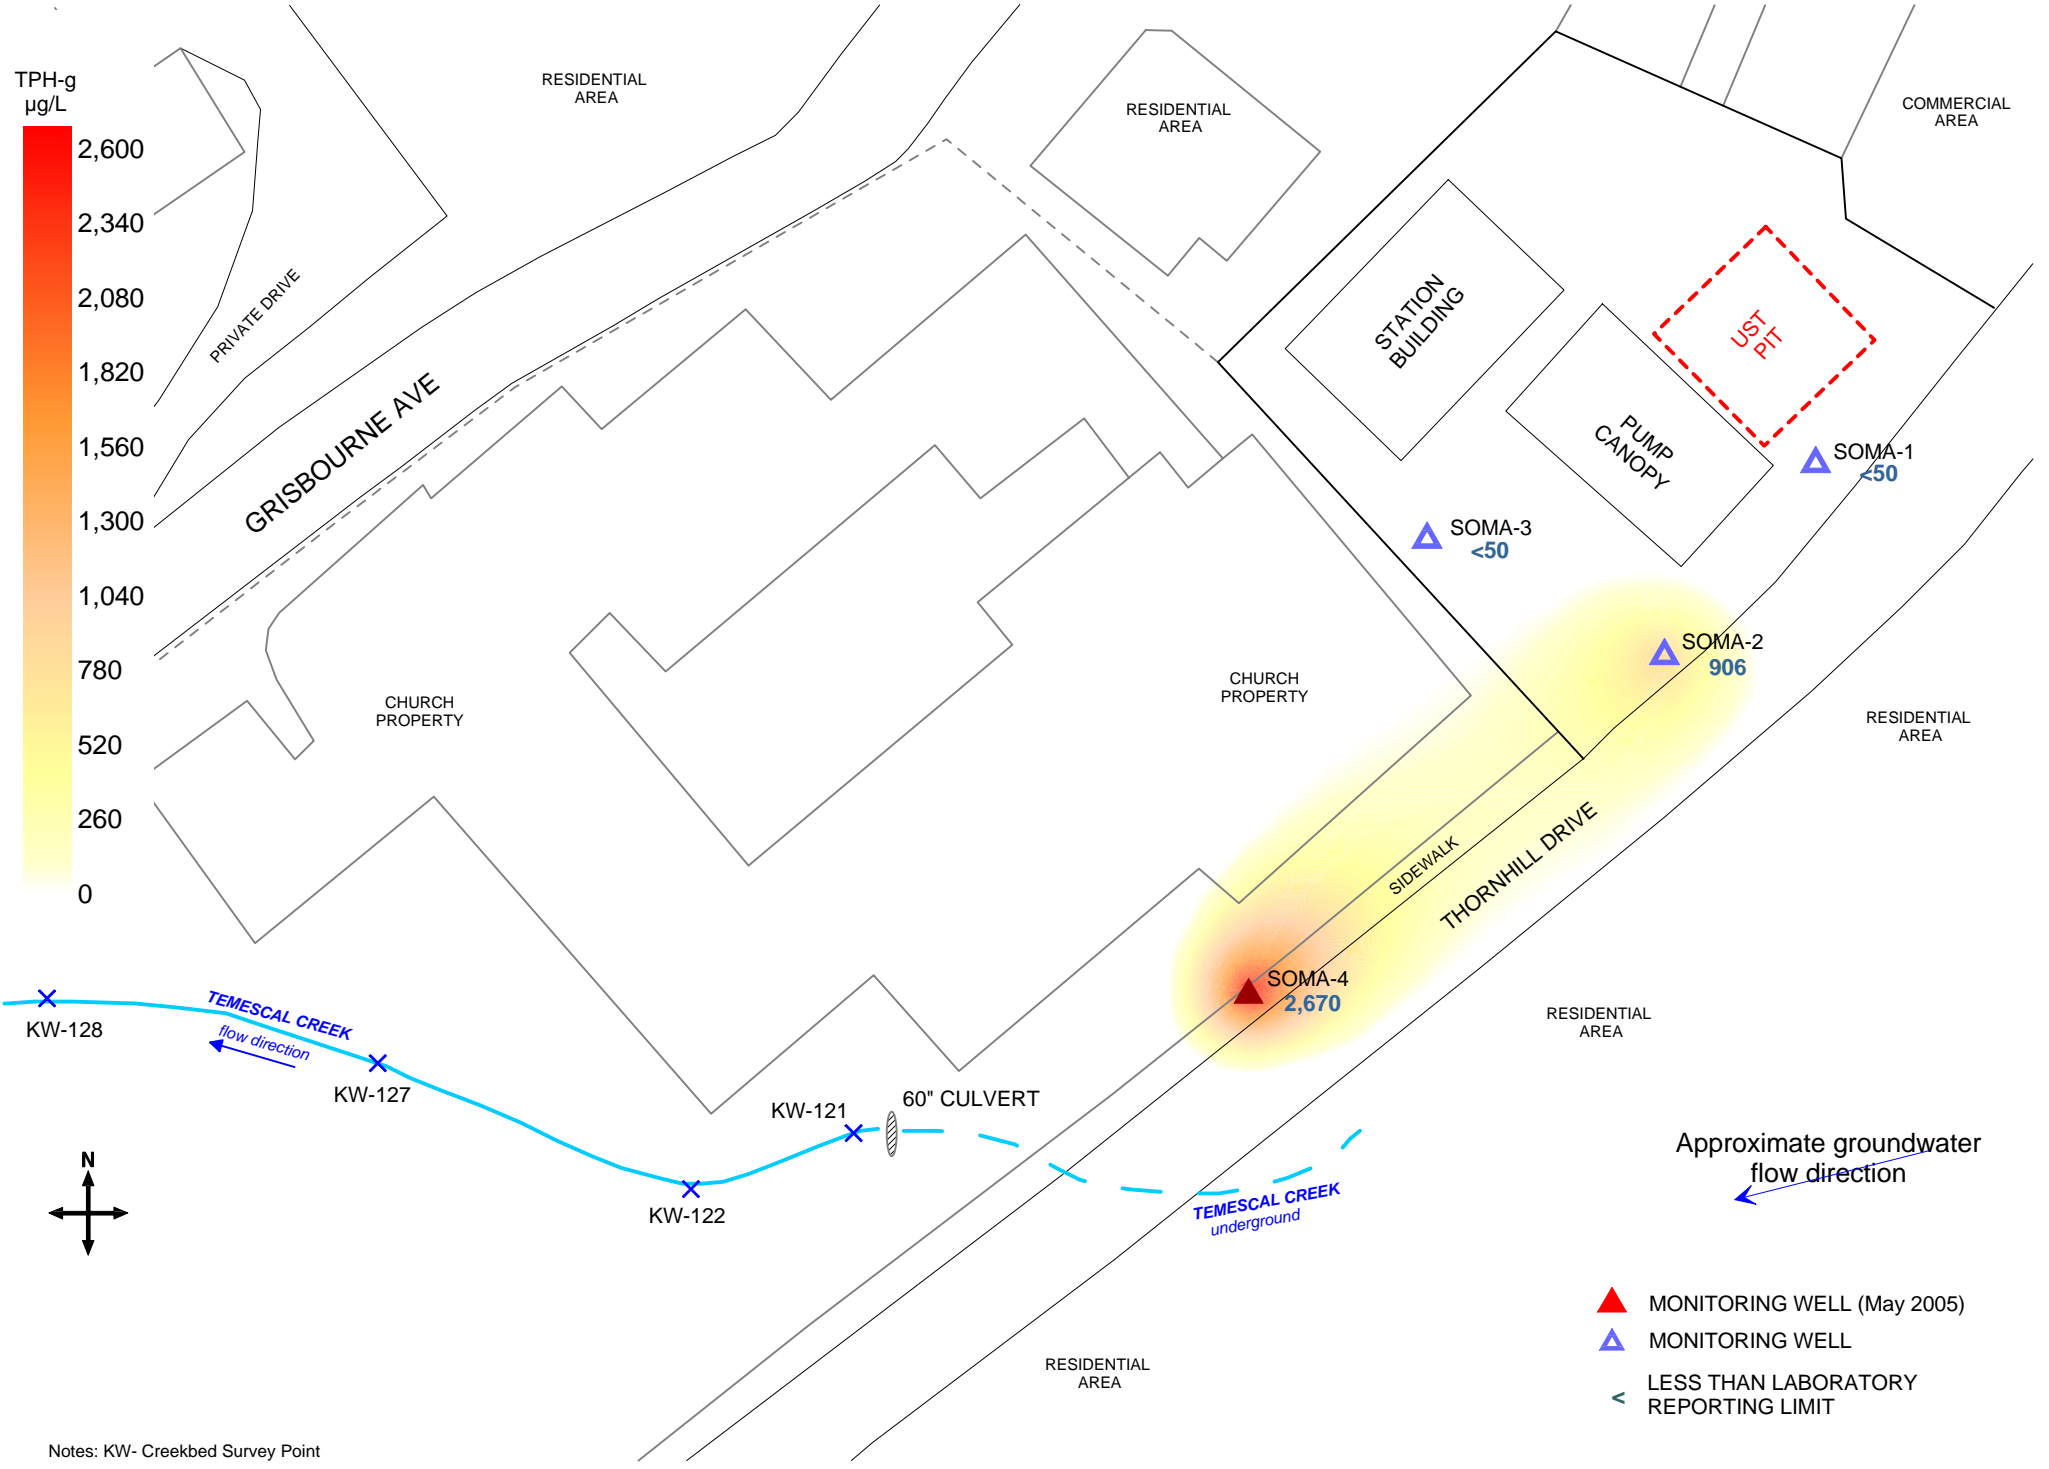 TPH-g
µg/L
2,600
2,340
2,080
1,820
1,560
1,300
1,040
780
520
260
0
RESIDENTIAL
AREA
RESIDENTIAL
AREA
COMMERCIAL
AREA
PRIVATE DRIVE
GRISBOURNE AVE
STATION
BUILDING
UST
PIT
PUMP
CANOPY
SOMA-1
<50
SOMA-3
<50
SOMA-2
906
CHURCH
PROPERTY
CHURCH
PROPERTY
RESIDENTIAL
AREA
SIDEWALK
THORNHILL DRIVE
SOMA-4
2,670
RESIDENTIAL
AREA
TEMESCAL CREEK
flow direction
KW-128
KW-127
KW-121
60" CULVERT
KW-122
TEMESCAL CREEK
underground
N
Approximate groundwater
flow direction
RESIDENTIAL
AREA
MONITORING WELL (May 2005)
MONITORING WELL
< LESS THAN LABORATORY
REPORTING LIMIT
Notes: KW- Creekbed Survey Point